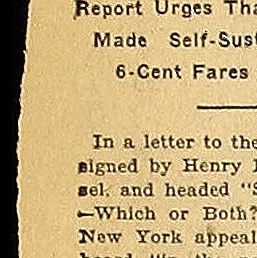 Report Urges Tha
Made Self-Sust
6-Cent Fares
In a letter to the
signed by Henry
sel. and headed "S
—Which or Both?
New York appeal